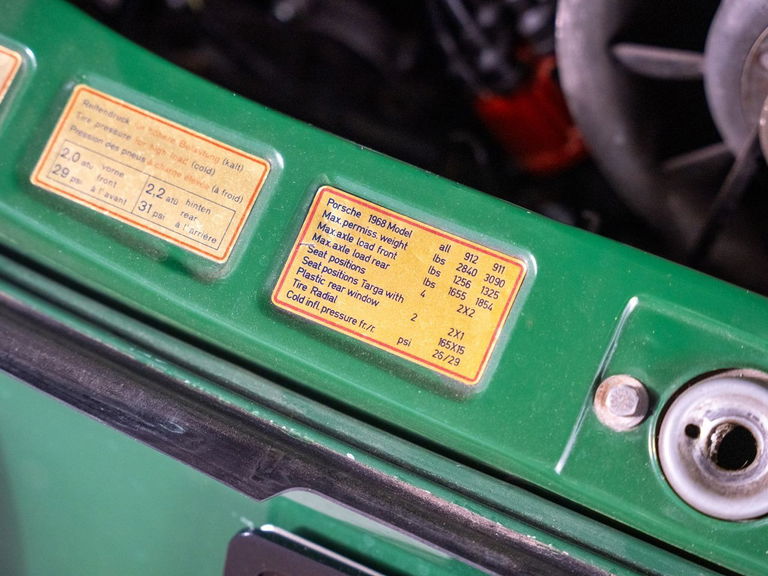 Reifendruck für höhere Belastung (kalt)
Tire pressure for high load (cold)
Pression des pneus à charge élevée (à froid)
2.0 atü vorne
29 psi front
à l'avant
2.2 atü hinten
31 psi rear
à l'arrière
Porsche 1968 Model all 912 911
Max. permiss. weight lbs 2840 3090
Max. axle load front lbs 1256 1325
Max. axle load rear lbs 1655 1854
Seat positions 4 2X2
Seat positions Targa with
Plastic rear window 2 2X1
Tire Radial 165X15
Cold infl. pressure fr./r. psi 26/29